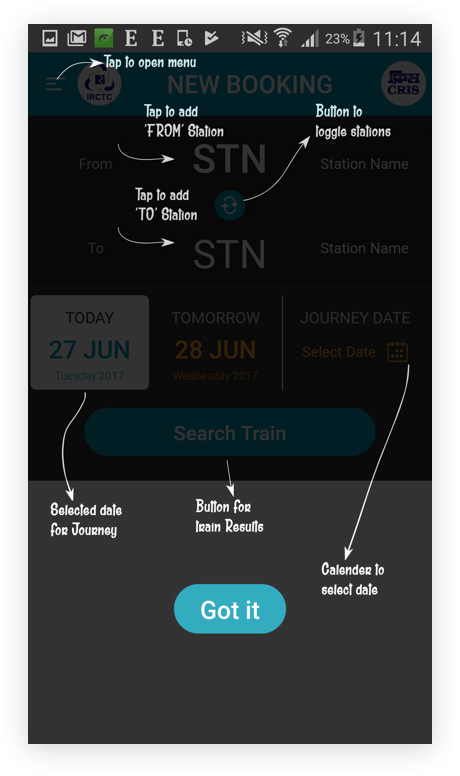 E E 23% 11:14
Tap to open menu
IRCTC NEW BOOKING CRIS
Tap to add
'FROM' Station
Button to
toggle stations
From STN Station Name
Tap to add
'TO' Station
To STN Station Name
TODAY TOMORROW JOURNEY DATE
27 JUN 28 JUN Select Date
Tuesday 2017 Wednesday 2017
Search Train
Selected date
for Journey
Button for
train Results
Calender to
select date
Got it